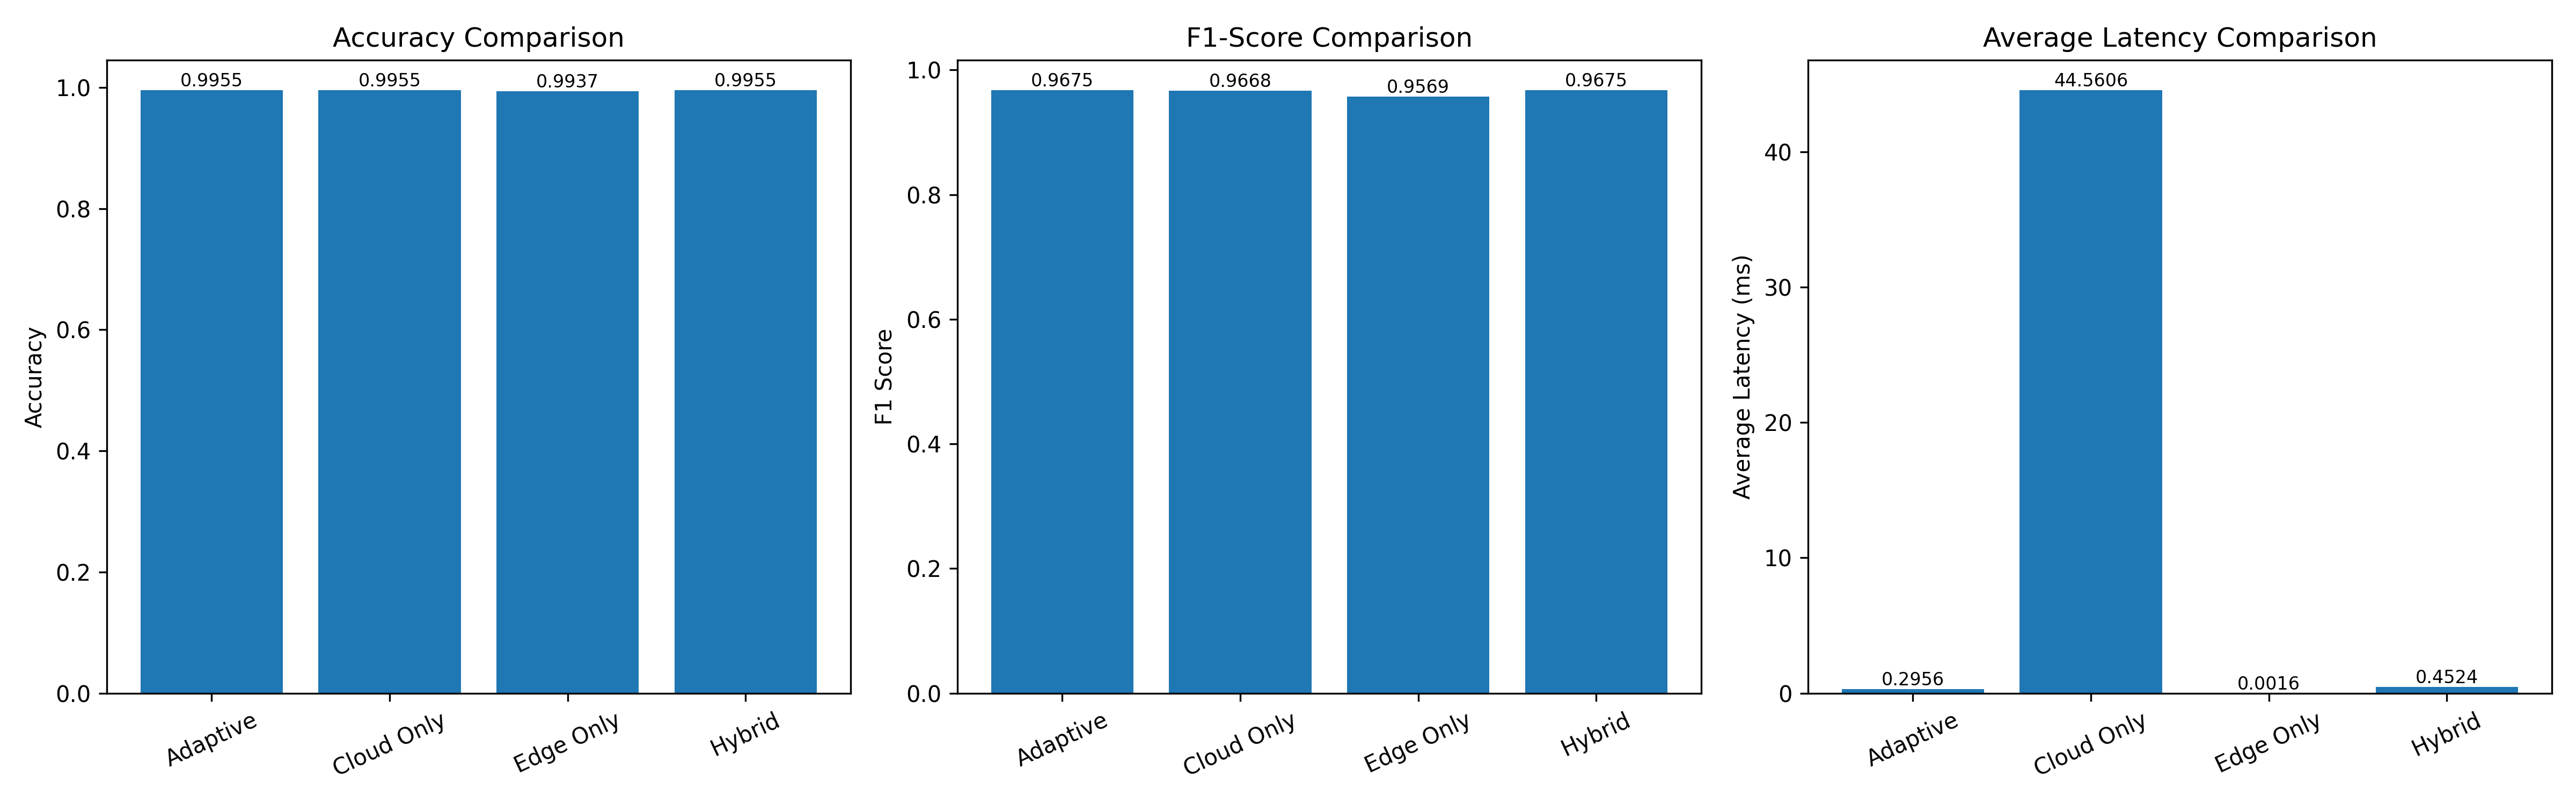 Accuracy Comparison
Accuracy
1.0
0.8
0.6
0.4
0.2
0.0
0.9955
0.9955
0.9937
0.9955
Adaptive
Cloud Only
Edge Only
Hybrid
F1-Score Comparison
F1 Score
1.0
0.8
0.6
0.4
0.2
0.0
0.9675
0.9668
0.9569
0.9675
Adaptive
Cloud Only
Edge Only
Hybrid
Average Latency Comparison
Average Latency (ms)
40
30
20
10
0
0.2956
44.5606
0.0016
0.4524
Adaptive
Cloud Only
Edge Only
Hybrid